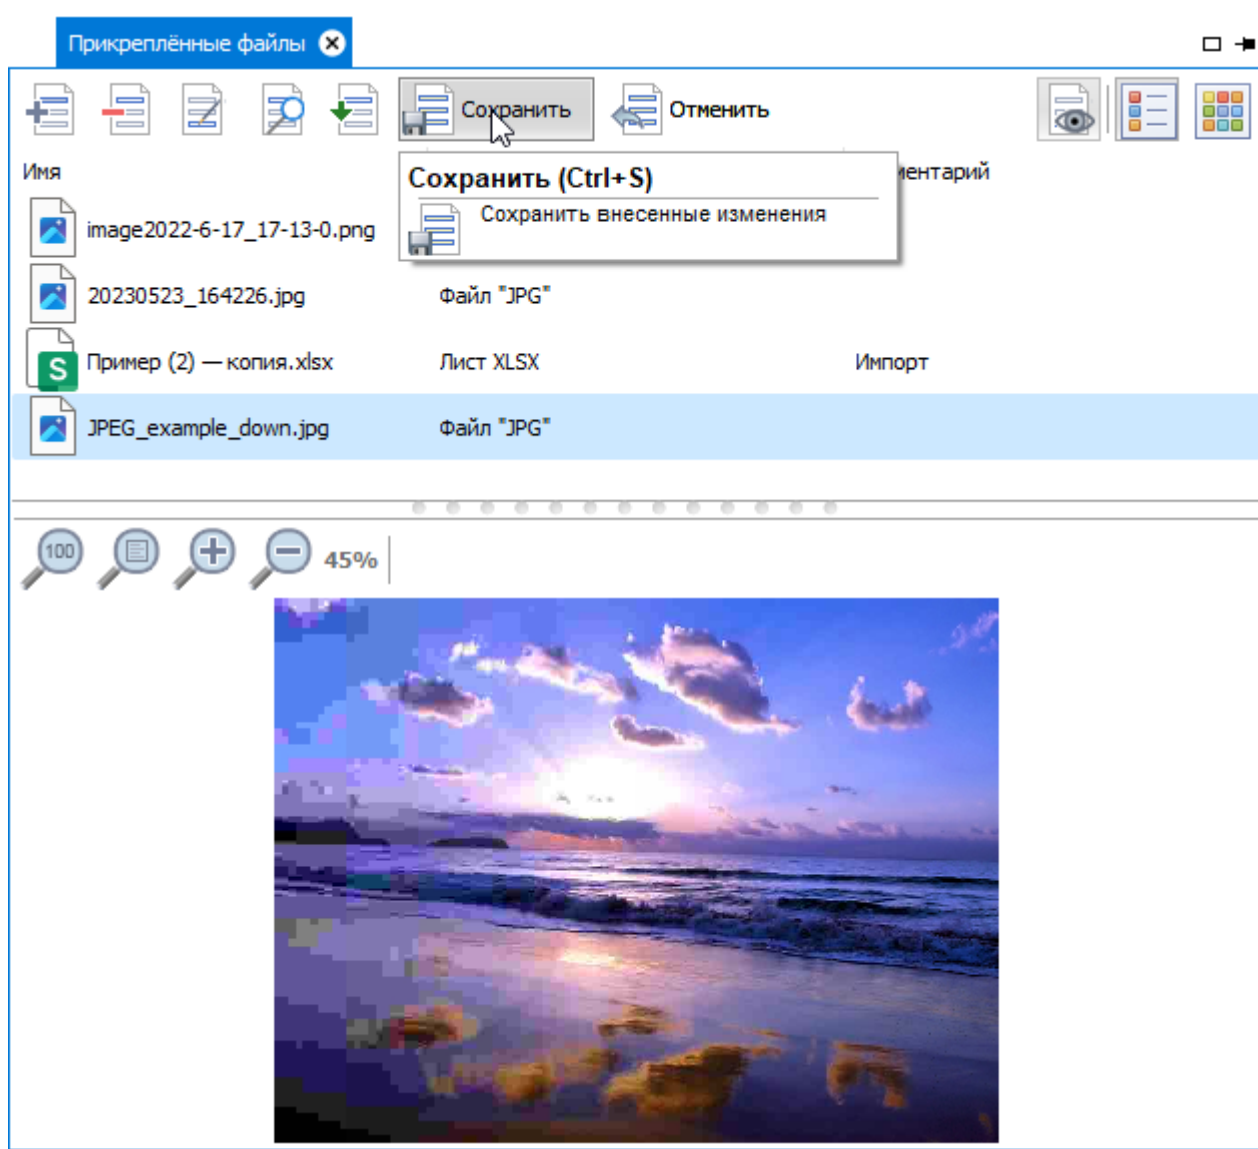 Прикреплённые файлы
Сохранить
Отменить
Имя
Сохранить (Ctrl+S)
Сохранить внесенные изменения
image2022-6-17_17-13-0.png
20230523_164226.jpg Файл "JPG"
S Пример (2) — копия.xlsx Лист XLSX Импорт
JPEG_example_down.jpg Файл "JPG"
100 45%